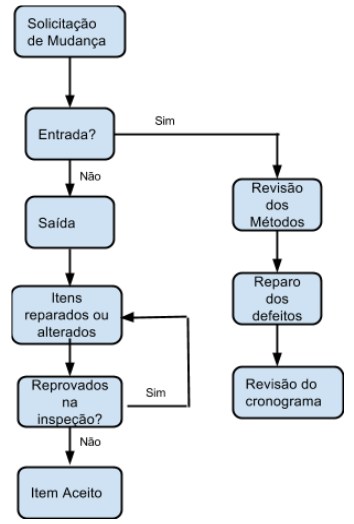 Solicitação
de Mudança
Entrada?
Sim
Não
Saída
Revisão
dos
Métodos
Itens
reparados ou
alterados
Reparo
dos
defeitos
Reprovados
na
inspeção?
Sim
Revisão do
cronograma
Não
Item Aceito